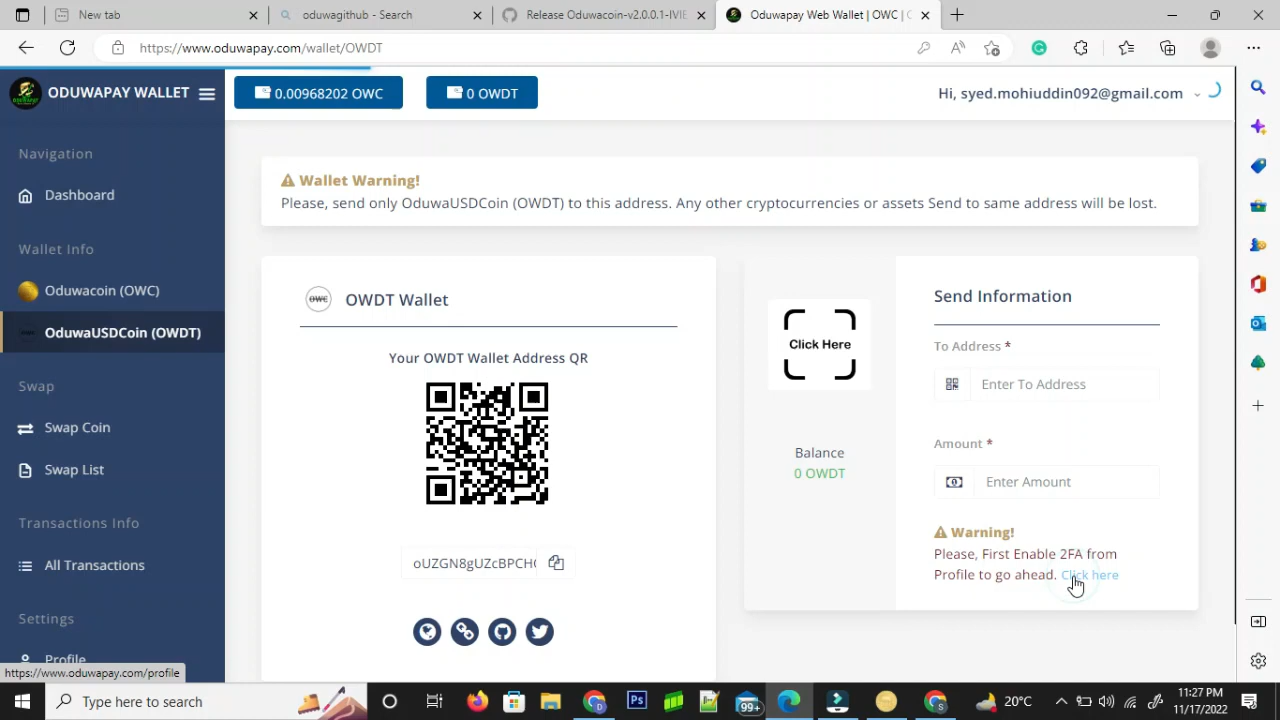 New tab
oduwagithub - Search
Release Oduwacoin-v2.0.0.1-IVIE
Oduwapay Web Wallet | OWC | O
https://www.oduwapay.com/wallet/OWDT
ODUWAPAY WALLET
0.00968202 OWC
0 OWDT
Hi, syed.mohiuddin092@gmail.com
Navigation
Dashboard
Wallet Info
Oduwacoin (OWC)
OduwaUSDCoin (OWDT)
Swap
Swap Coin
Swap List
Transactions Info
All Transactions
Settings
Profile
https://www.oduwapay.com/profile
Wallet Warning!
Please, send only OduwaUSDCoin (OWDT) to this address. Any other cryptocurrencies or assets Send to same address will be lost.
OWDT Wallet
Your OWDT Wallet Address QR
oUZGN8gUZcBPCH
Click Here
Balance
0 OWDT
Send Information
To Address *
Enter To Address
Amount *
Enter Amount
Warning!
Please, First Enable 2FA from
Profile to go ahead. Click here
Type here to search
Ps
99+
20°C
11:27 PM
11/17/2022